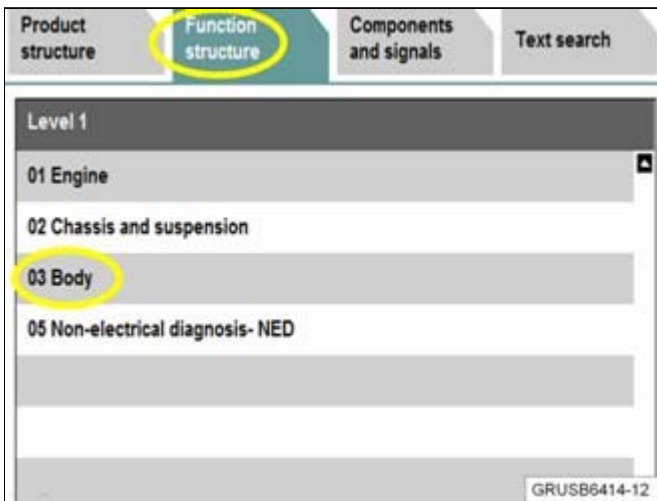 Product
structure
Function
structure
Components
and signals
Text search
Level 1
01 Engine
02 Chassis and suspension
03 Body
05 Non-electrical diagnosis- NED
GRUSB6414-12